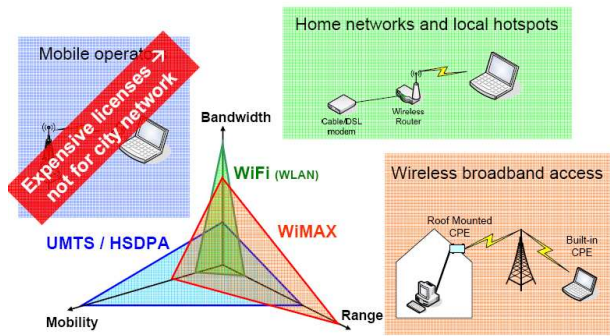 Home networks and local hotspots
Mobile operato
Expensive licenses →
not for city network
Cable/DSL
modem
Wireless
Router
Bandwidth
WiFi (WLAN)
WiMAX
UMTS / HSDPA
Mobility
Range
Wireless broadband access
Roof Mounted
CPE
Built-in
CPE